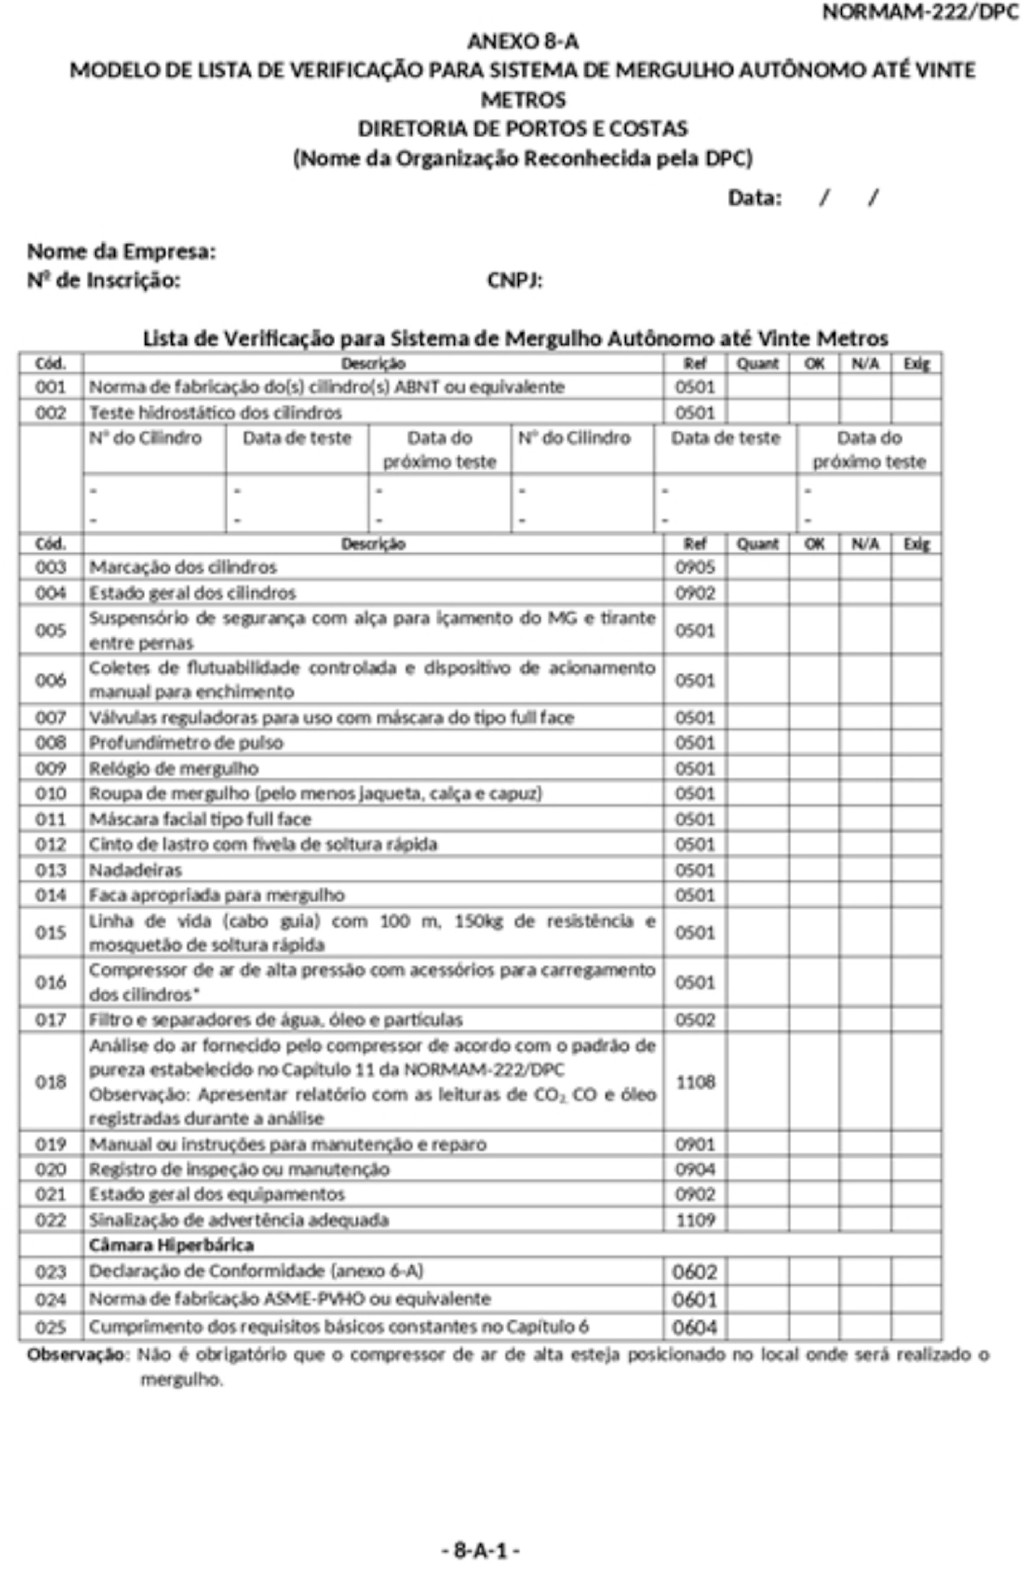 NORMAM-222/DPC
ANEXO 8-A
MODELO DE LISTA DE VERIFICAÇÃO PARA SISTEMA DE MERGULHO AUTÔNOMO ATÉ VINTE
METROS
DIRETORIA DE PORTOS E COSTAS
(Nome da Organização Reconhecida pela DPC)
Data: / /
Nome da Empresa:
Nº de Inscrição: CNPJ:
Lista de Verificação para Sistema de Mergulho Autônomo até Vinte Metros
Cód. Descrição Ref Quant OK N/A Exig
001 Norma de fabricação do(s) cilindro(s) ABNT ou equivalente 0501
002 Teste hidrostático dos cilindros 0501
N° do Cilindro Data de teste Data do N° do Cilindro Data de teste Data do
próximo teste próximo teste
- - - - - -
- - - - - -
Cód. Descrição Ref Quant OK N/A Exig
003 Marcação dos cilindros 0905
004 Estado geral dos cilindros 0902
005 Suspensório de segurança com alça para içamento do MG e tirante 0501
entre pernas
006 Coletes de flutuabilidade controlada e dispositivo de acionamento 0501
manual para enchimento
007 Válvulas reguladoras para uso com máscara do tipo full face 0501
008 Profundímetro de pulso 0501
009 Relógio de mergulho 0501
010 Roupa de mergulho (pelo menos jaqueta, calça e capuz) 0501
011 Máscara facial tipo full face 0501
012 Cinto de lastro com fivela de soltura rápida 0501
013 Nadadeiras 0501
014 Faca apropriada para mergulho 0501
015 Linha de vida (cabo guia) com 100 m, 150kg de resistência e 0501
mosquetão de soltura rápida
016 Compressor de ar de alta pressão com acessórios para carregamento 0501
dos cilindros*
017 Filtro e separadores de água, óleo e partículas 0502
018 Análise do ar fornecido pelo compressor de acordo com o padrão de 1108
pureza estabelecido no Capítulo 11 da NORMAM-222/DPC
Observação: Apresentar relatório com as leituras de CO₂, CO e óleo
registradas durante a análise
019 Manual ou instruções para manutenção e reparo 0901
020 Registro de inspeção ou manutenção 0904
021 Estado geral dos equipamentos 0902
022 Sinalização de advertência adequada 1109
Câmara Hiperbárica
023 Declaração de Conformidade (anexo 6-A) 0602
024 Norma de fabricação ASME-PVHO ou equivalente 0601
025 Cumprimento dos requisitos básicos constantes no Capítulo 6 0604
Observação: Não é obrigatório que o compressor de ar de alta esteja posicionado no local onde será realizado o
mergulho.
- 8-A-1 -